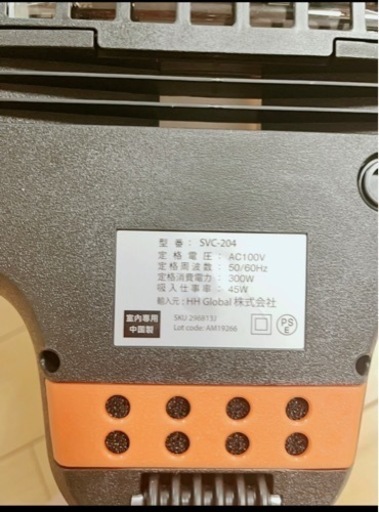 型 番 : SVC-204
定 格 電 圧 : AC100V
定格周波数 : 50/60Hz
定格消費電力 : 300W
吸入仕事率 : 45W
輸入元 : HH Global 株式会社
室内専用
中国製
SKU 2968137
Lot code: AM19266
PS
E